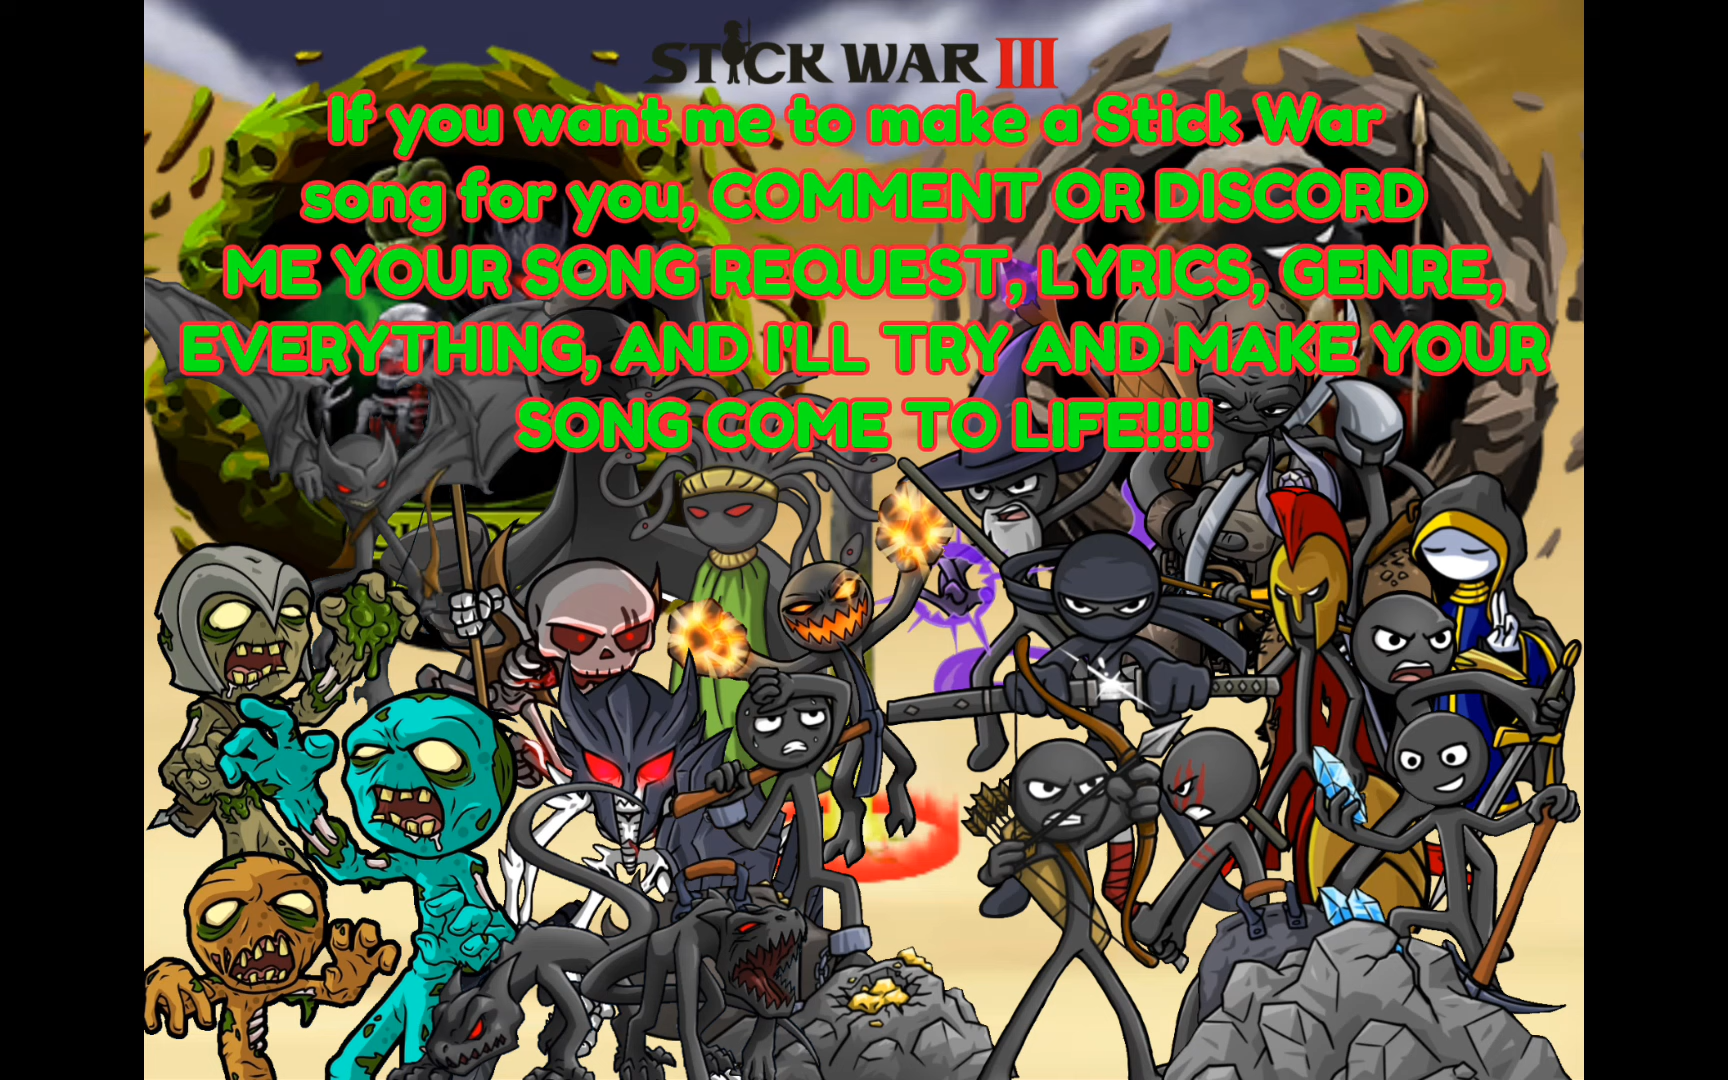 STICK WAR III
If you want me to make a Stick War
song for you, COMMENT OR DISCORD
ME YOUR SONG REQUEST, LYRICS, GENRE,
EVERYTHING, AND I'LL TRY AND MAKE YOUR
SONG COME TO LIFE!!!!